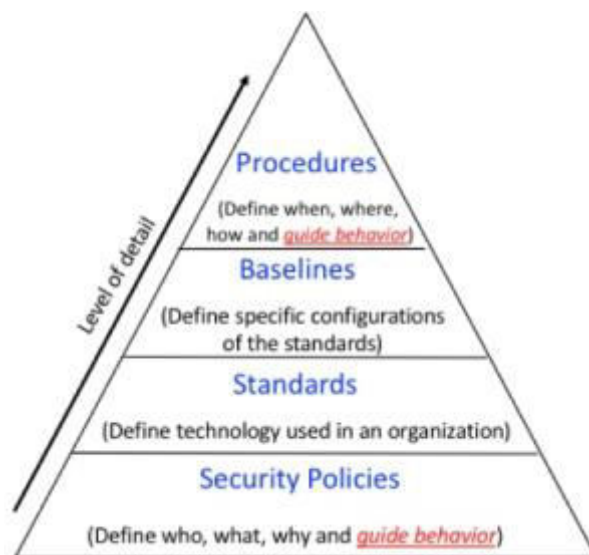 Procedures
(Define when, where,
how and guide behavior)
Baselines
(Define specific configurations
of the standards)
Standards
(Define technology used in an organization)
Security Policies
(Define who, what, why and guide behavior)
Level of detail